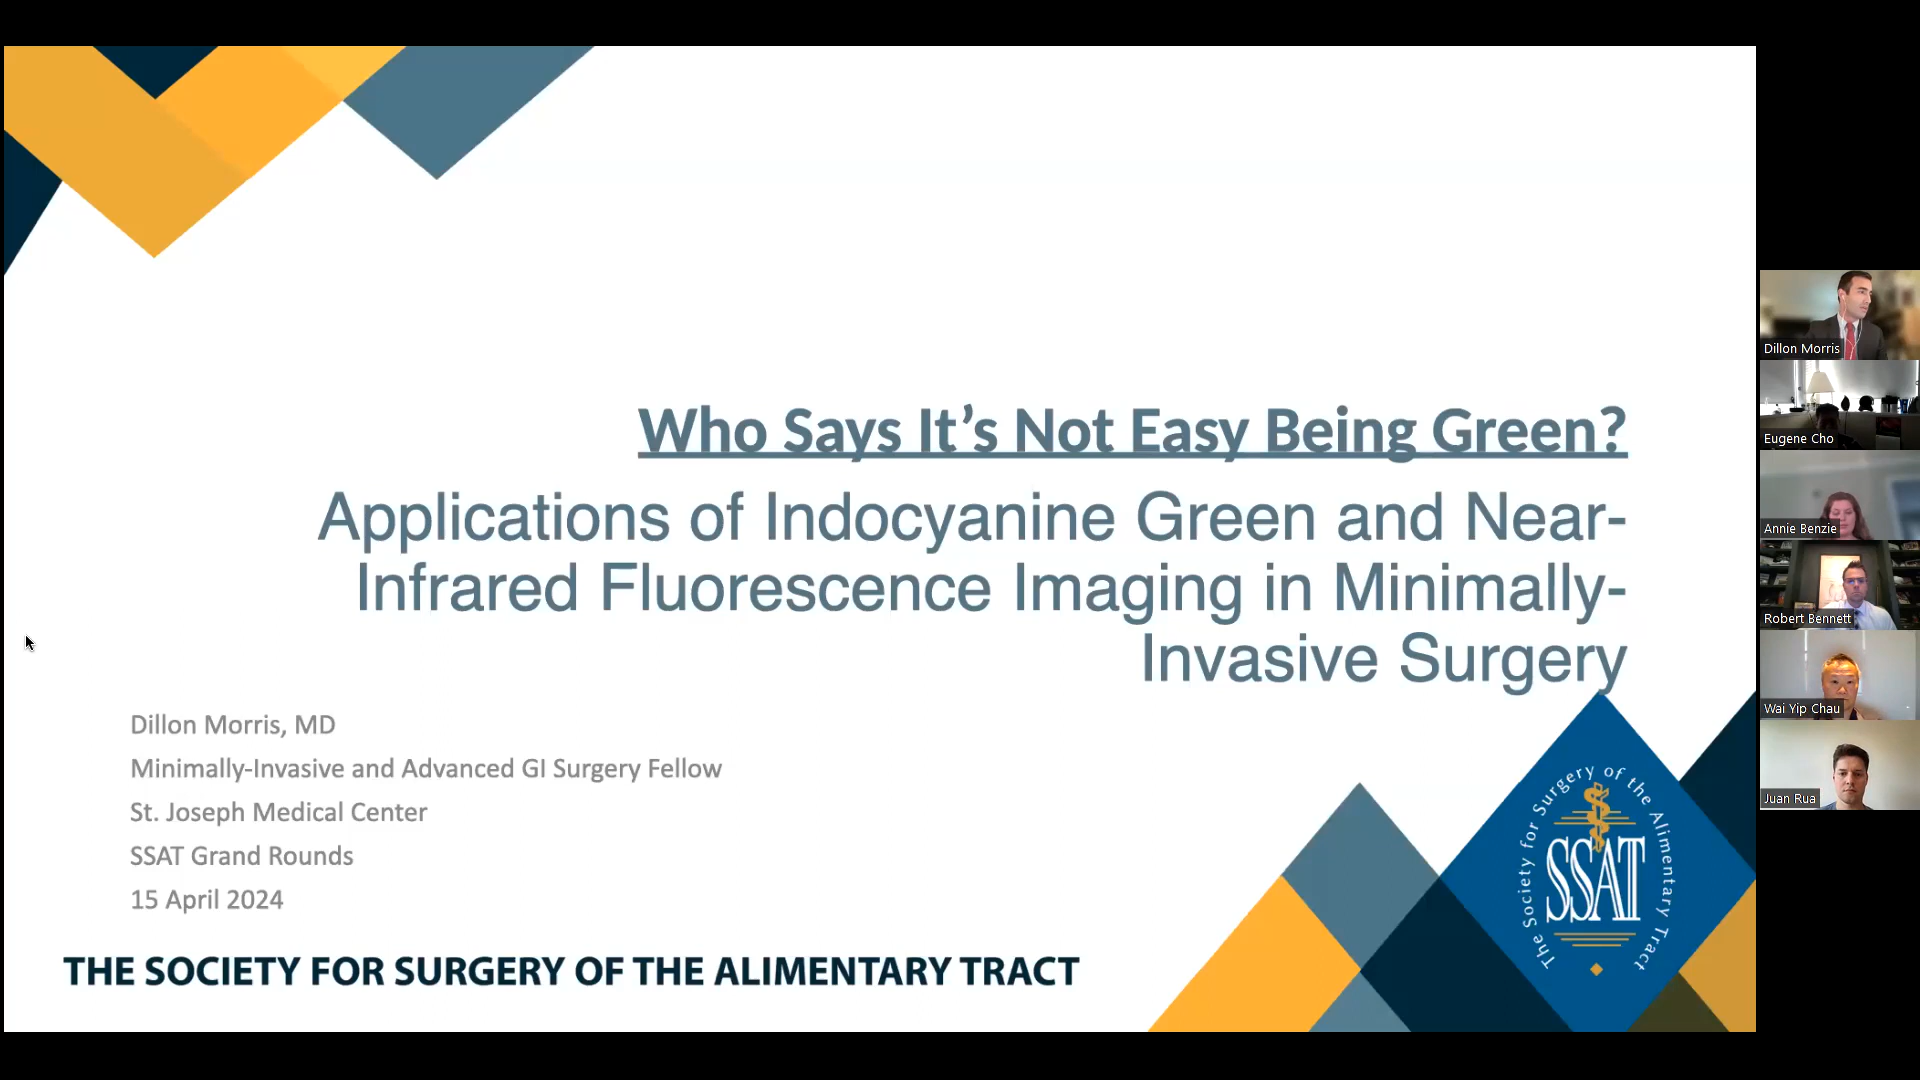 Who Says It's Not Easy Being Green?
Applications of Indocyanine Green and Near-
Infrared Fluorescence Imaging in Minimally-
Invasive Surgery
Dillon Morris, MD
Minimally-Invasive and Advanced GI Surgery Fellow
St. Joseph Medical Center
SSAT Grand Rounds
15 April 2024
THE SOCIETY FOR SURGERY OF THE ALIMENTARY TRACT
The Society for Surgery of the Alimentary Tract
SSAT
Dillon Morris
Eugene Cho
Annie Benzie
Robert Bennett
Wai Yip Chau
Juan Rua